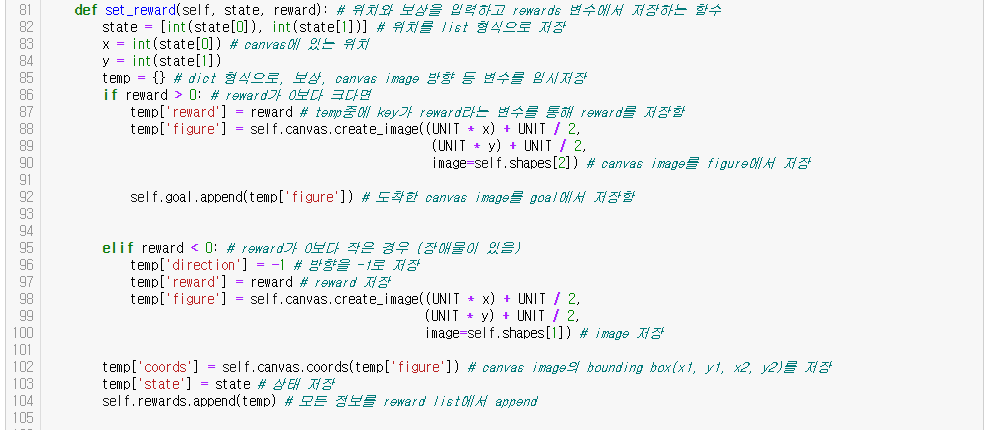 81 def set_reward(self, state, reward): # 위치와 보상을 입력하고 rewards 변수에서 저장하는 함수
82 state = [int(state[0]), int(state[1])] # 위치를 list 형식으로 저장
83 x = int(state[0]) # canvas에 있는 위치
84 y = int(state[1])
85 temp = {} # dict 형식으로, 보상, canvas image 방향 등 변수를 임시저장
86 if reward > 0: # reward가 0보다 크다면
87 temp['reward'] = reward # temp중에 key가 reward라는 변수를 통해 reward를 저장함
88 temp['figure'] = self.canvas.create_image((UNIT * x) + UNIT / 2,
89 (UNIT * y) + UNIT / 2,
90 image=self.shapes[2]) # canvas image를 figure에서 저장
91
92 self.goal.append(temp['figure']) # 도착한 canvas image를 goal에서 저장함
93
94
95 elif reward < 0: # reward가 0보다 작은 경우 (장애물이 있음)
96 temp['direction'] = -1 # 방향을 -1로 저장
97 temp['reward'] = reward # reward 저장
98 temp['figure'] = self.canvas.create_image((UNIT * x) + UNIT / 2,
99 (UNIT * y) + UNIT / 2,
100 image=self.shapes[1]) # image 저장
101
102 temp['coords'] = self.canvas.coords(temp['figure']) # canvas image의 bounding box(x1, y1, x2, y2)를 저장
103 temp['state'] = state # 상태 저장
104 self.rewards.append(temp) # 모든 정보를 reward list에서 append
105